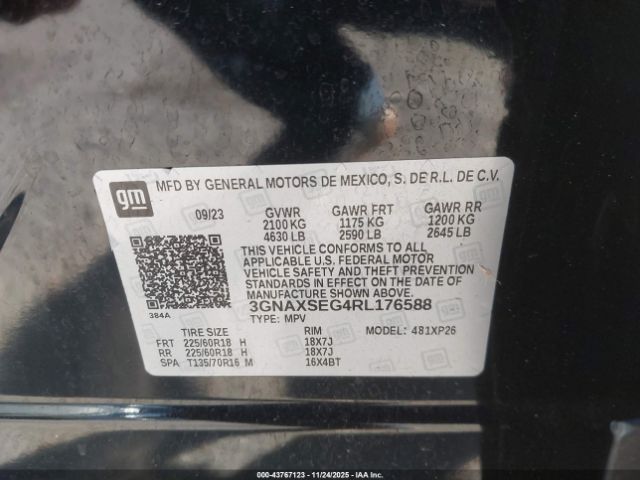 gm
MFD BY GENERAL MOTORS DE MEXICO, S. DE R.L. DE C.V.
09/23 GVWR GAWR FRT GAWR RR
2100 KG 1175 KG 1200 KG
4630 LB 2590 LB 2645 LB
THIS VEHICLE CONFORMS TO ALL
APPLICABLE U.S. FEDERAL MOTOR
VEHICLE SAFETY AND THEFT PREVENTION
STANDARDS IN EFFECT ON THE DATE OF
MANUFACTURE SHOWN ABOVE.
384A
3GNAXSEG4RL176588
TYPE: MPV MODEL: 481XP26
TIRE SIZE RIM
FRT 225/60R18 H 18X7J
RR 225/60R18 H 18X7J
SPA T135/70R16 M 16X4BT
000-43767123 - 11/24/2025 - IAAI.com